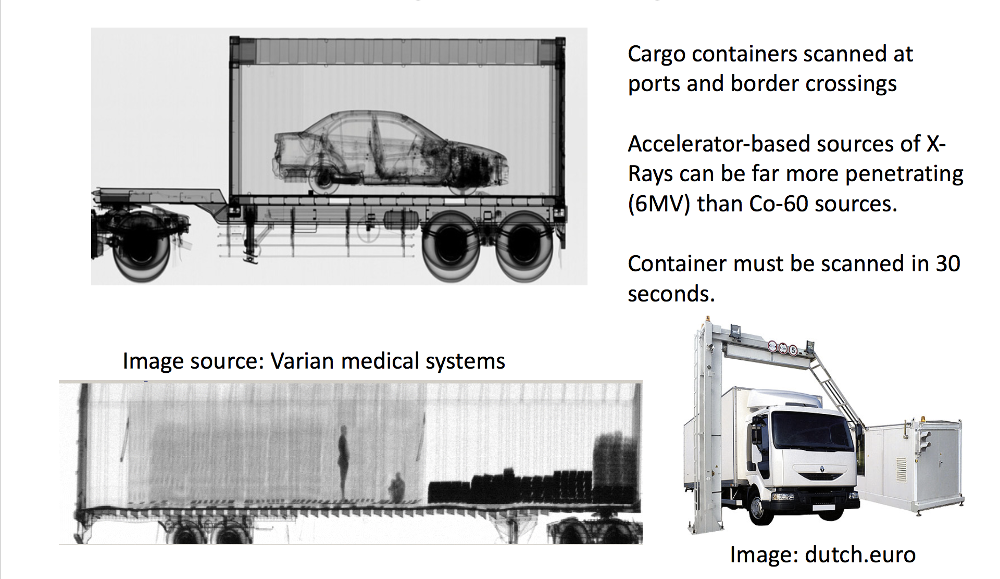 Cargo containers scanned at
ports and border crossings
Accelerator-based sources of X-
Rays can be far more penetrating
(6MV) than Co-60 sources.
Container must be scanned in 30
seconds.
Image source: Varian medical systems
5
Image: dutch.euro